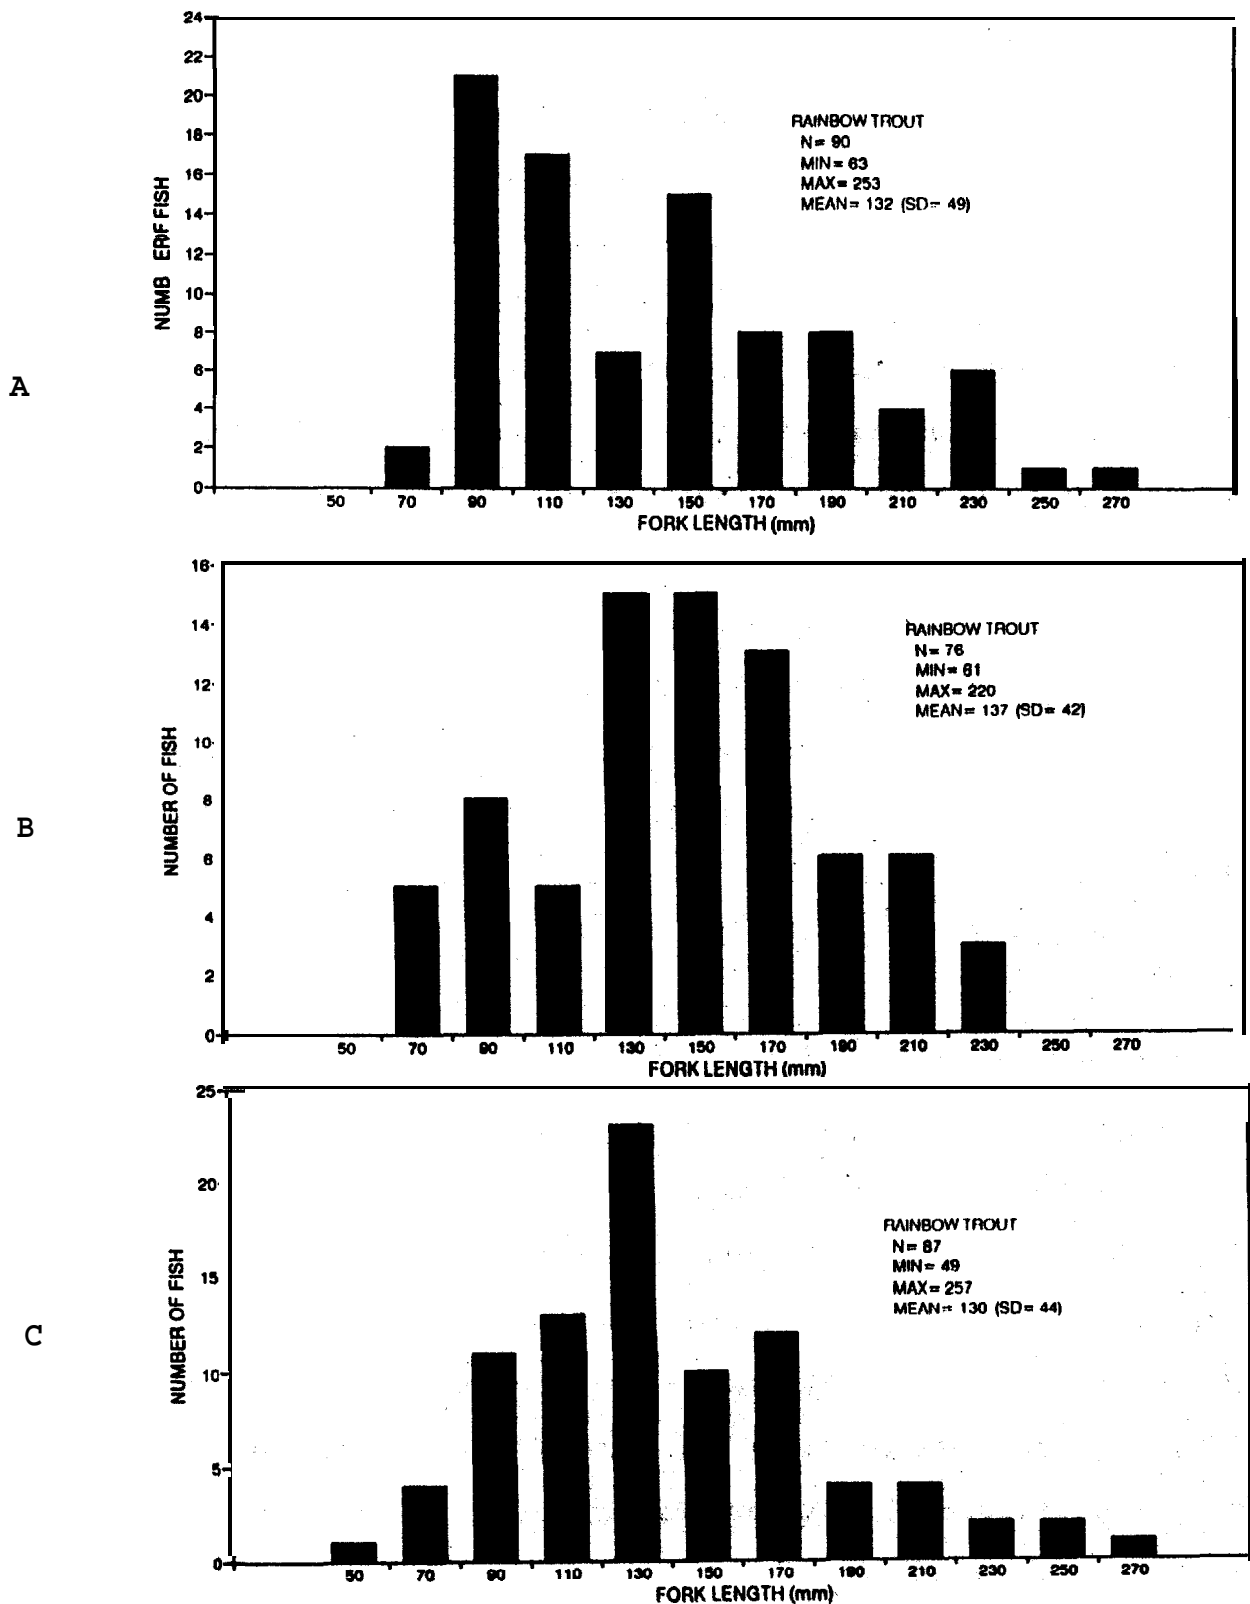 24
22
20
18
16
14
12
10
8
6
4
2
0
NUMB ER)F FISH
A
RAINBOW TROUT
N= 90
MIN= 63
MAX= 253
MEAN= 132 (SD= 49)
50 70 90 110 130 150 170 190 210 230 250 270
FORK LENGTH (mm)
16
14
12
10
8
6
4
2
0
NUMBER OF FISH
B
RAINBOW TROUT
N= 76
MIN= 61
MAX= 220
MEAN= 137 (SD= 42)
50 70 90 110 130 150 170 190 210 230 250 270
FORK LENGTH (mm)
25
20
15
10
5
0
NUMBER OF FISH
C
RAINBOW TROUT
N= 87
MIN= 49
MAX= 257
MEAN= 130 (SD= 44)
50 70 90 110 130 150 170 190 210 230 250 270
FORK LENGTH (mm)